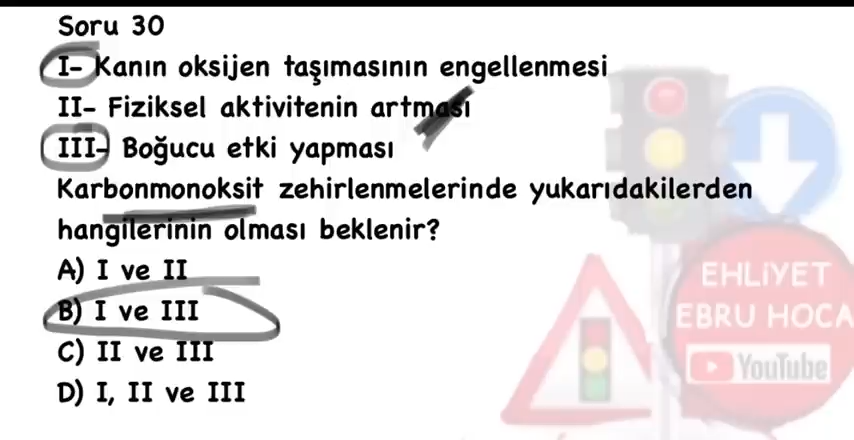 Soru 30
I- Kanın oksijen taşımasının engellenmesi
II- Fiziksel aktivitenin artması
III- Boğucu etki yapması
Karbonmonoksit zehirlenmelerinde yukarıdakilerden
hangilerinin olması beklenir?
A) I ve II
B) I ve III
C) II ve III
D) I, II ve III
EHLİYET
EBRU HOCA
YouTube